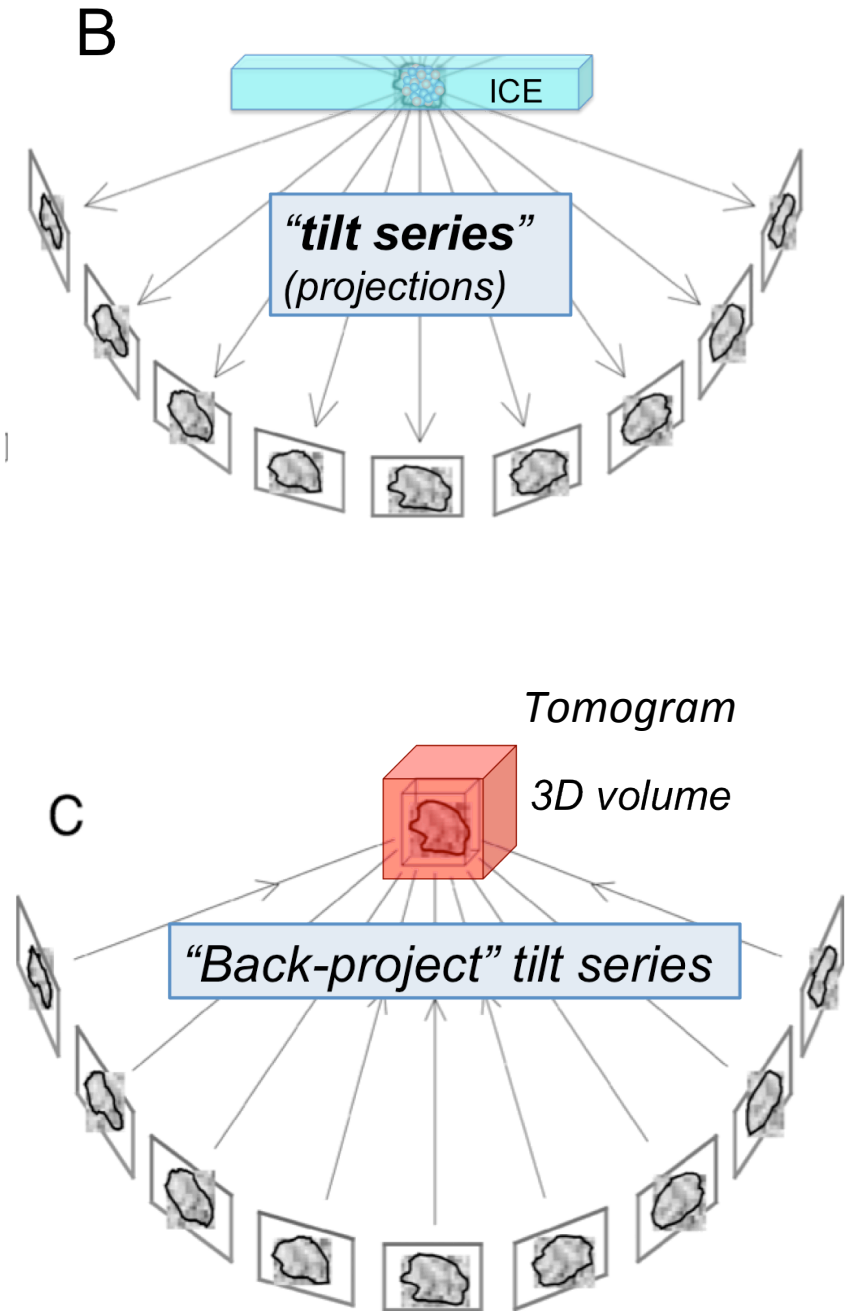 B
ICE
“tilt series”
(projections)
Tomogram
3D volume
C
“Back-project” tilt series